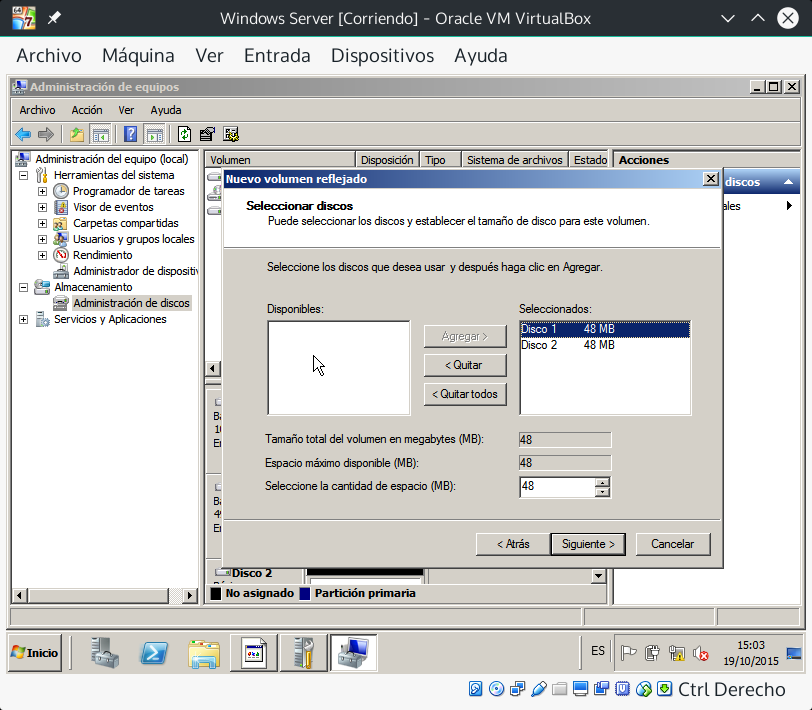 Windows Server [Corriendo] - Oracle VM VirtualBox
Archivo Máquina Ver Entrada Dispositivos Ayuda
Administración de equipos
Archivo Acción Ver Ayuda
Administración del equipo (local)
Herramientas del sistema
Programador de tareas
Visor de eventos
Carpetas compartidas
Usuarios y grupos locales
Rendimiento
Administrador de dispositi
Almacenamiento
Administración de discos
Servicios y Aplicaciones
Volumen Disposición Tipo Sistema de archivos Estado
Acciones
discos
ales
Nuevo volumen reflejado
Seleccionar discos
Puede seleccionar los discos y establecer el tamaño de disco para este volumen.
Seleccione los discos que desea usar y después haga clic en Agregar.
Disponibles:
Seleccionados:
Agregar >
< Quitar
< Quitar todos
Disco 1 48 MB
Disco 2 48 MB
Tamaño total del volumen en megabytes (MB): 48
Espacio máximo disponible (MB): 48
Seleccione la cantidad de espacio (MB): 48
< Atrás Siguiente > Cancelar
Ba
10
En
Ba
49
En
Disco 2
No asignado Partición primaria
Inicio
ES
15:03
19/10/2015
Ctrl Derecho